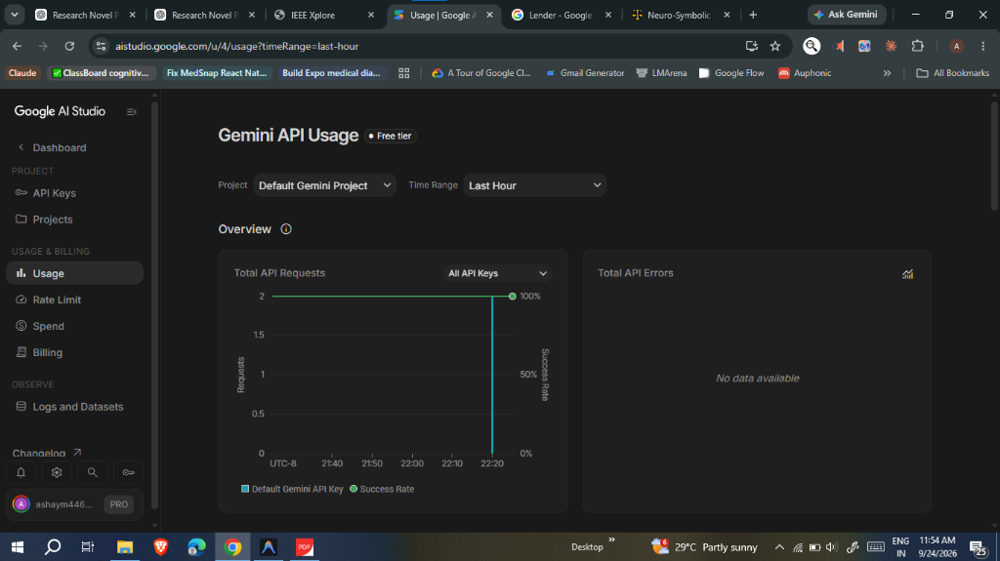 Research Novel P
Research Novel P
IEEE Xplore
Usage | Google A
Lender - Google
Neuro-Symbolic
Ask Gemini
aistudio.google.com/u/4/usage?timeRange=last-hour
A
Claude
ClassBoard cognitiv...
Fix MedSnap React Nat...
Build Expo medical dia...
A Tour of Google Cl...
Gmail Generator
LMArena
Google Flow
Auphonic
»
All Bookmarks
Google AI Studio
Dashboard
PROJECT
API Keys
Projects
USAGE & BILLING
Usage
Rate Limit
Spend
Billing
OBSERVE
Logs and Datasets
Changelog
A
ashaym446...
PRO
Gemini API Usage
Free tier
Project
Default Gemini Project
Time Range
Last Hour
Overview
Total API Requests
All API Keys
2
1.5
1
0.5
0
Requests
100%
50%
0%
Success Rate
UTC-8
21:40
21:50
22:00
22:10
22:20
Default Gemini API Key
Success Rate
Total API Errors
No data available
PDF
Desktop
»
6
29°C Partly sunny
ENG
IN
11:54 AM
9/24/2026
25